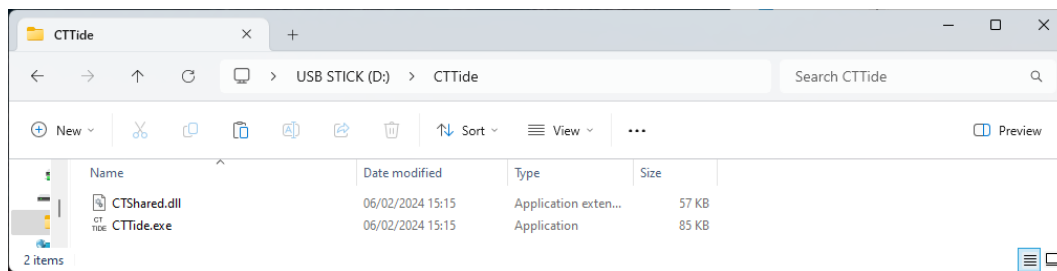 CTTide
USB STICK (D:) > CTTide
Search CTTide
New
Sort
View
Preview
Name Date modified Type Size
CTShared.dll 06/02/2024 15:15 Application exten... 57 KB
CT TIDE CTTide.exe 06/02/2024 15:15 Application 85 KB
2 items